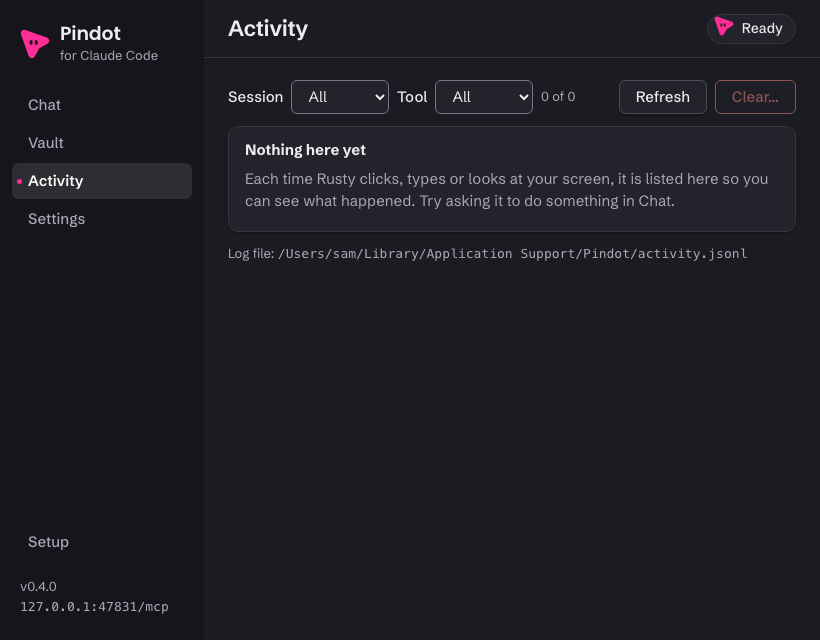 Pindot
for Claude Code
Chat
Vault
Activity
Settings
Setup
v0.4.0
127.0.0.1:47831/mcp
Activity
Ready
Session All Tool All 0 of 0 Refresh Clear…
Nothing here yet
Each time Rusty clicks, types or looks at your screen, it is listed here so you
can see what happened. Try asking it to do something in Chat.
Log file: /Users/sam/Library/Application Support/Pindot/activity.jsonl